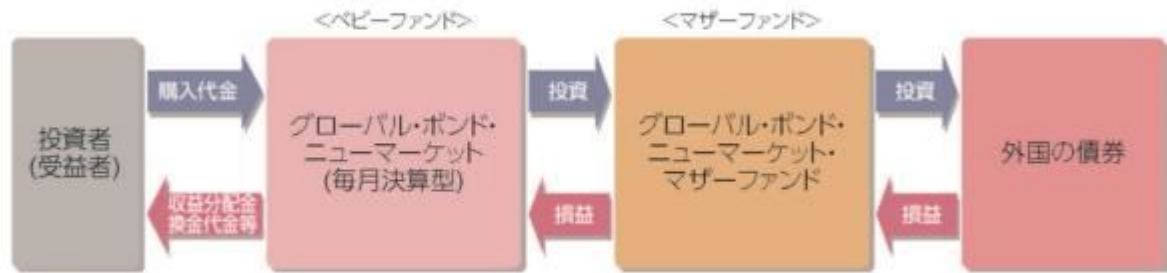 <ベビーファンド>
<マザーファンド>
投資者
(受益者)
購入代金
収益分配金
換金代金等
グローバル・ボンド・
ニューマーケット
(毎月決算型)
投資
損益
グローバル・ボンド・
ニューマーケット・
マザーファンド
投資
損益
外国の債券